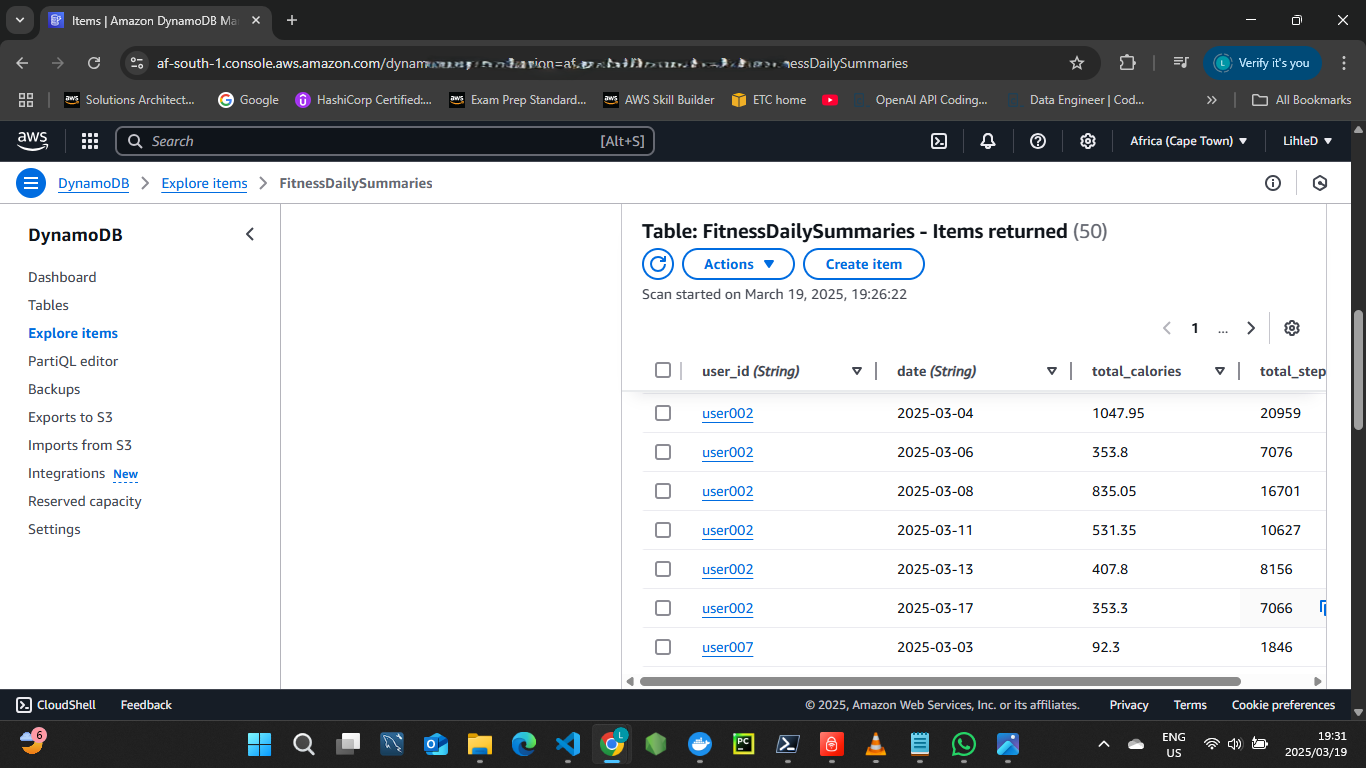 Items | Amazon DynamoDB Ma
af-south-1.console.aws.amazon.com/dynam
nessDailySummaries
Verify it's you
Solutions Architect...
Google
HashiCorp Certified:...
Exam Prep Standard...
AWS Skill Builder
ETC home
OpenAI API Coding...
Data Engineer | Cod...
All Bookmarks
aws
Search
[Alt+S]
Africa (Cape Town)
LihleD
DynamoDB
Explore items
FitnessDailySummaries
DynamoDB
Dashboard
Tables
Explore items
PartiQL editor
Backups
Exports to S3
Imports from S3
Integrations New
Reserved capacity
Settings
Table: FitnessDailySummaries - Items returned (50)
Actions
Create item
Scan started on March 19, 2025, 19:26:22
1 ...
user_id (String) date (String) total_calories total_step
user002 2025-03-04 1047.95 20959
user002 2025-03-06 353.8 7076
user002 2025-03-08 835.05 16701
user002 2025-03-11 531.35 10627
user002 2025-03-13 407.8 8156
user002 2025-03-17 353.3 7066
user007 2025-03-03 92.3 1846
CloudShell
Feedback
© 2025, Amazon Web Services, Inc. or its affiliates.
Privacy
Terms
Cookie preferences
6
PC
ENG
US
19:31
2025/03/19